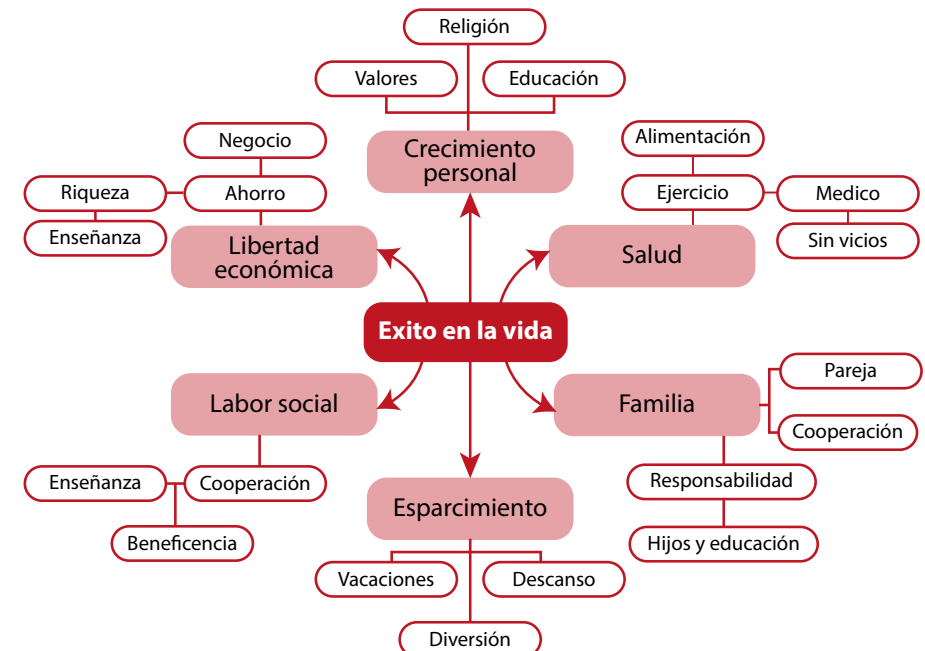 Religión
Valores
Educación
Crecimiento
personal
Negocio
Riqueza
Ahorro
Enseñanza
Libertad
económica
Alimentación
Ejercicio
Medico
Sin vicios
Salud
Exito en la vida
Labor social
Enseñanza
Cooperación
Beneficencia
Familia
Pareja
Cooperación
Responsabilidad
Hijos y educación
Esparcimiento
Vacaciones
Descanso
Diversión